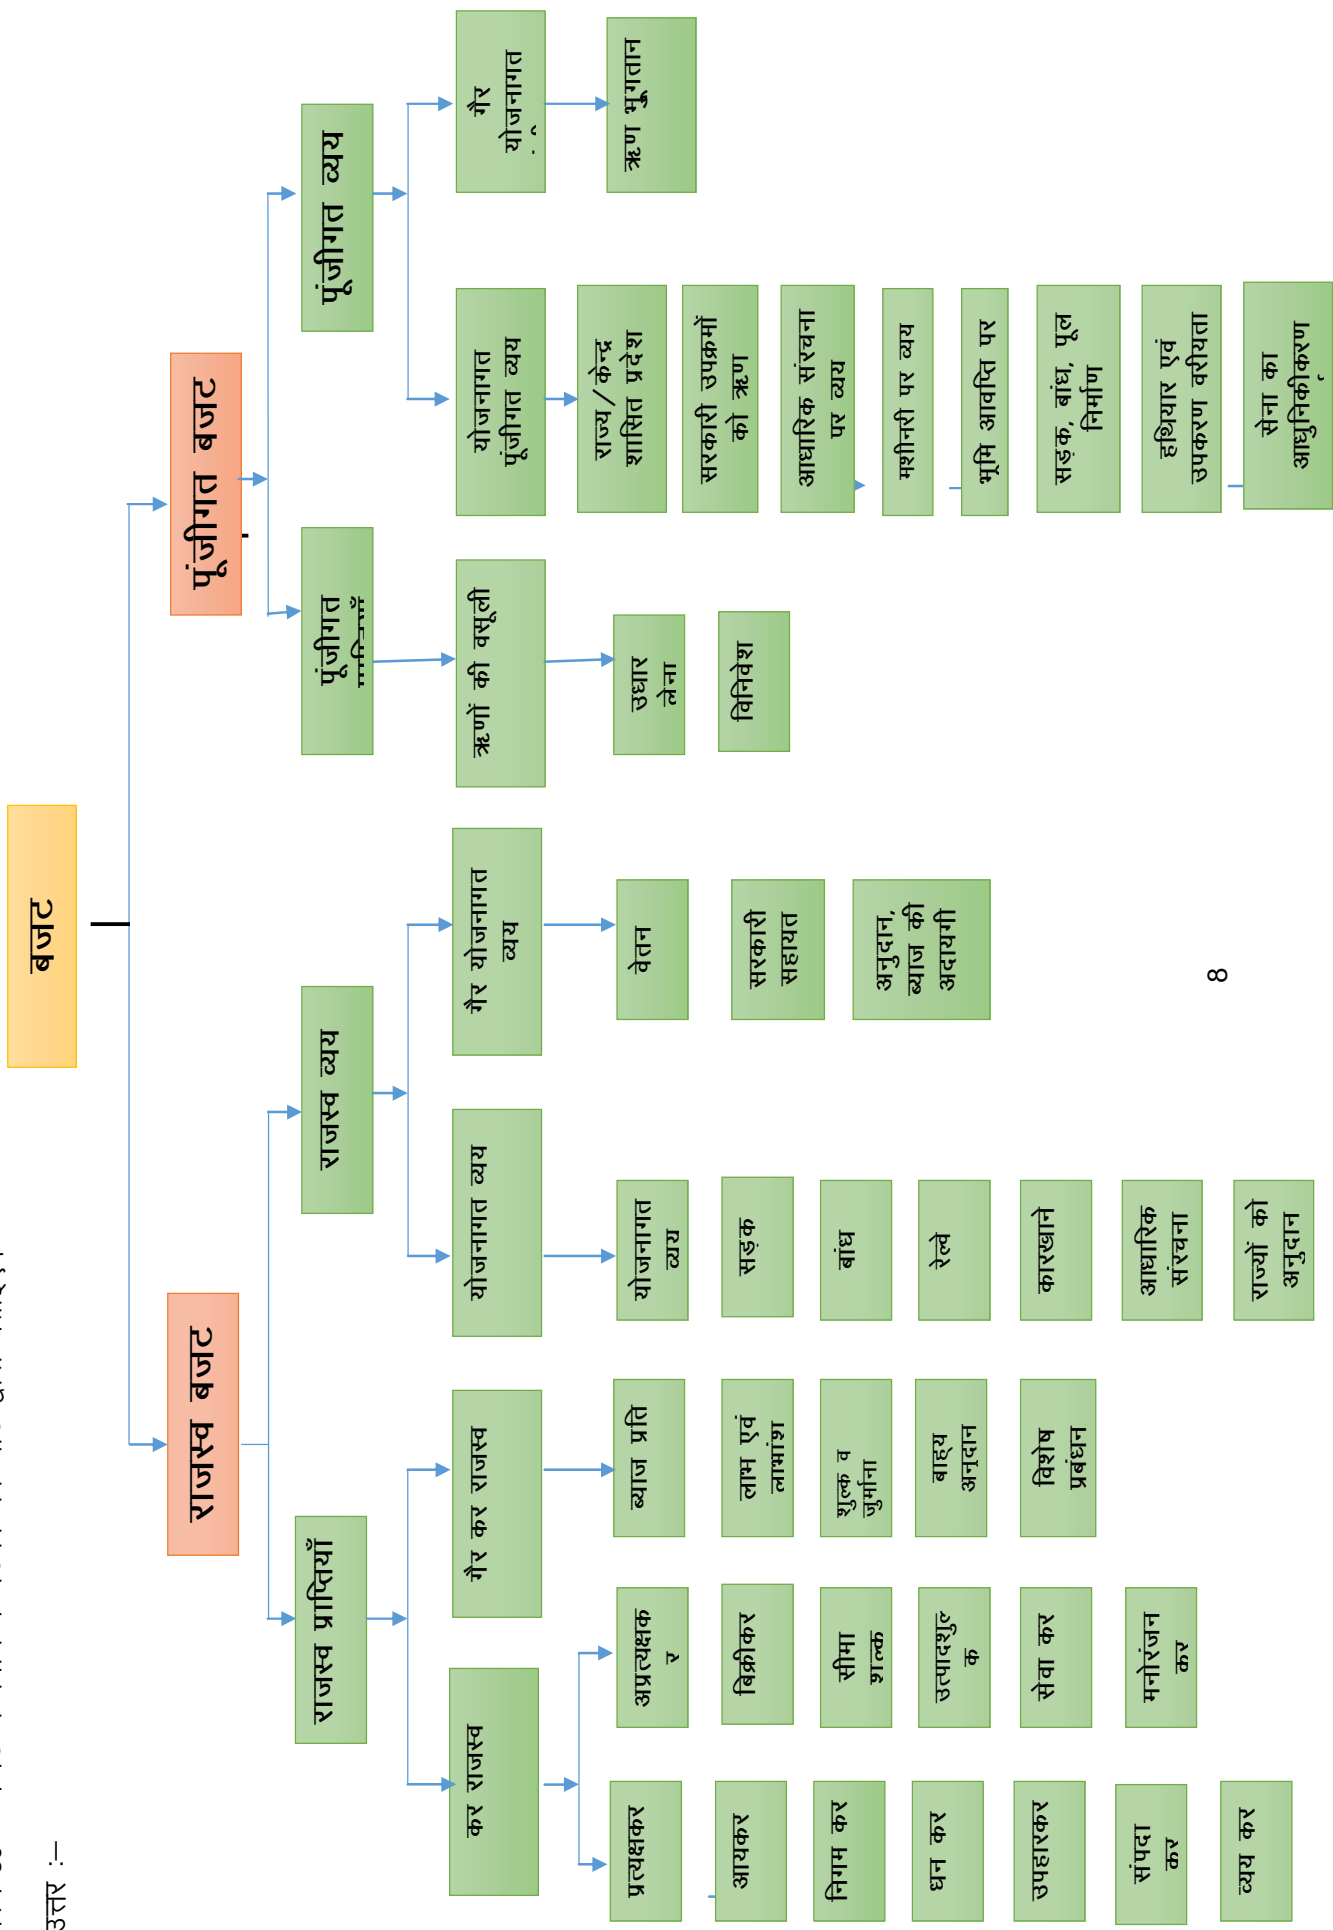 उत्तर :–
बजट
राजस्व बजट
पूंजीगत बजट
राजस्व प्राप्तियाँ
राजस्व व्यय
पूंजीगत
पूंजीगत व्यय
कर राजस्व
गैर कर राजस्व
योजनागत व्यय
गैर योजनागत
व्यय
ऋणों की वसूली
योजनागत
पूंजीगत व्यय
गैर
योजनागत
प्रत्यक्षकर
आयकर
निगम कर
धन कर
उपहारकर
संपदा
कर
व्यय कर
अप्रत्यक्षक
र
बिक्रीकर
सीमा
शुल्क
उत्पादशुल्
क
सेवा कर
मनोरंजन
कर
ब्याज प्रति
लाभ एवं
लाभांश
शुल्क व
जुर्माना
बाह्य
अनुदान
विशेष
प्रबंधन
योजनागत
व्यय
सड़क
बांध
रेल्वे
कारखाने
आधारिक
संरचना
राज्यों को
अनुदान
वेतन
सरकारी
सहायत
अनुदान,
ब्याज की
अदायगी
उधार
लेना
विनिवेश
राज्य/केन्द्र
शासित प्रदेश
सरकारी उपक्रमों
को ऋण
आधारिक संरचना
पर व्यय
मशीनरी पर व्यय
भूमि आवाप्ति पर
सड़क, बांध, पूल
निर्माण
हथियार एवं
उपकरण खरीदता
सेना का
आधुनिकीकरण
ऋण भुगतान
8